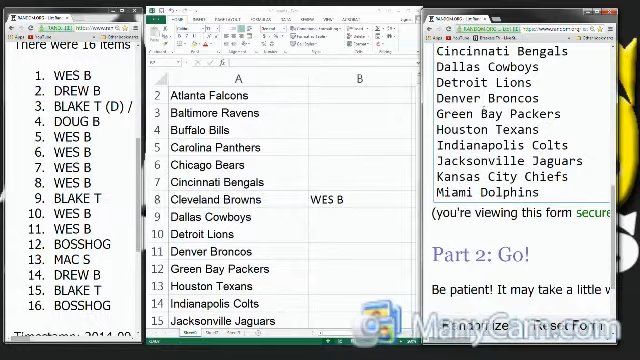 There were 16 items
1. WES B
2. DREW B
3. BLAKE T (D) /
4. DOUG B
5. WES B
6. WES B
7. WES B
8. WES B
9. BLAKE T
10. WES B
11. WES B
12. BOSSHOG
13. MAC S
14. DREW B
15. BLAKE T
16. BOSSHOG
A B
2 Atlanta Falcons
3 Baltimore Ravens
4 Buffalo Bills
5 Carolina Panthers
6 Chicago Bears
7 Cincinnati Bengals
8 Cleveland Browns WES B
9 Dallas Cowboys
10 Detroit Lions
11 Denver Broncos
12 Green Bay Packers
13 Houston Texans
14 Indianapolis Colts
15 Jacksonville Jaguars
Cincinnati Bengals
Dallas Cowboys
Detroit Lions
Denver Broncos
Green Bay Packers
Houston Texans
Indianapolis Colts
Jacksonville Jaguars
Kansas City Chiefs
Miami Dolphins
(you're viewing this form secure
Part 2: Go!
Be patient! It may take a little w
Randomize Reset Form
ManyCam.com